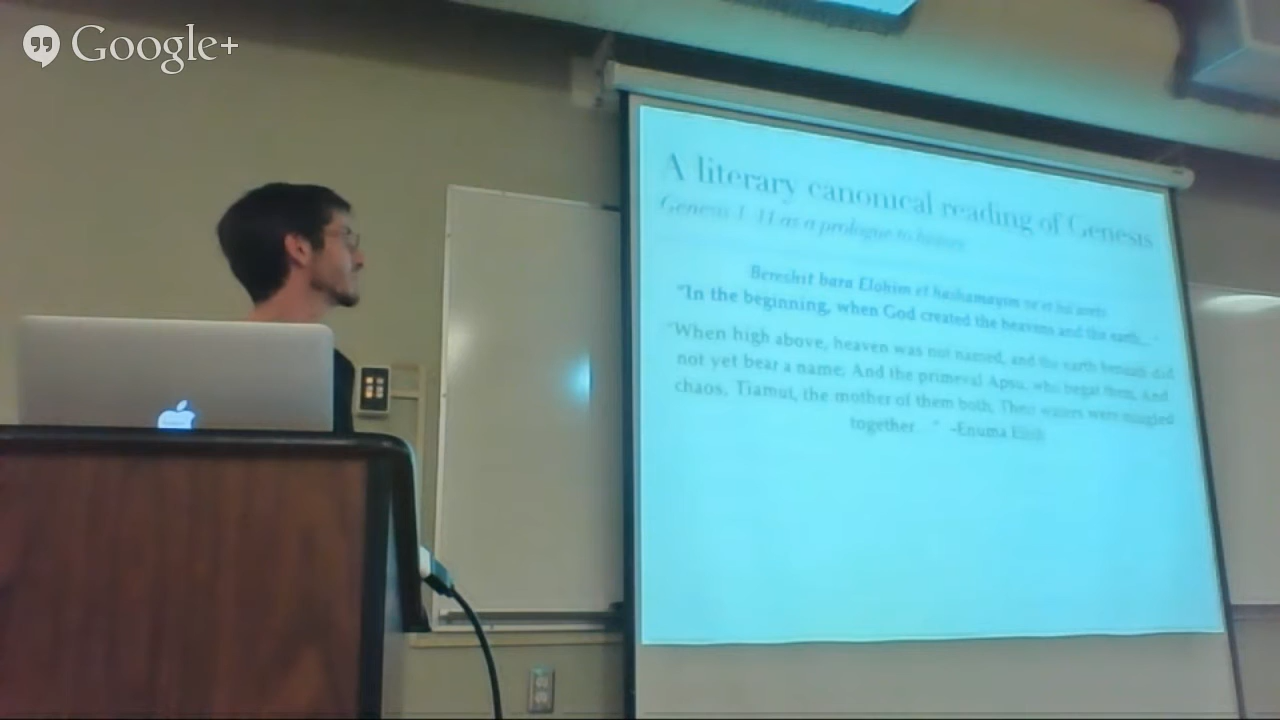 Google+
A literary canonical reading of Genesis
Genesis 1-11 as a prologue to history
Bereshit bara Elohim et hashamayim ve et ha
"In the beginning, when God created the heavens and the earth...
"When high above, heaven was not named, and the earth beneath did
not yet bear a name; And the primeval Apsu, who begat them, And
chaos, Tiamut, the mother of them both, Their waters were mingled
together..." -Enuma Elish